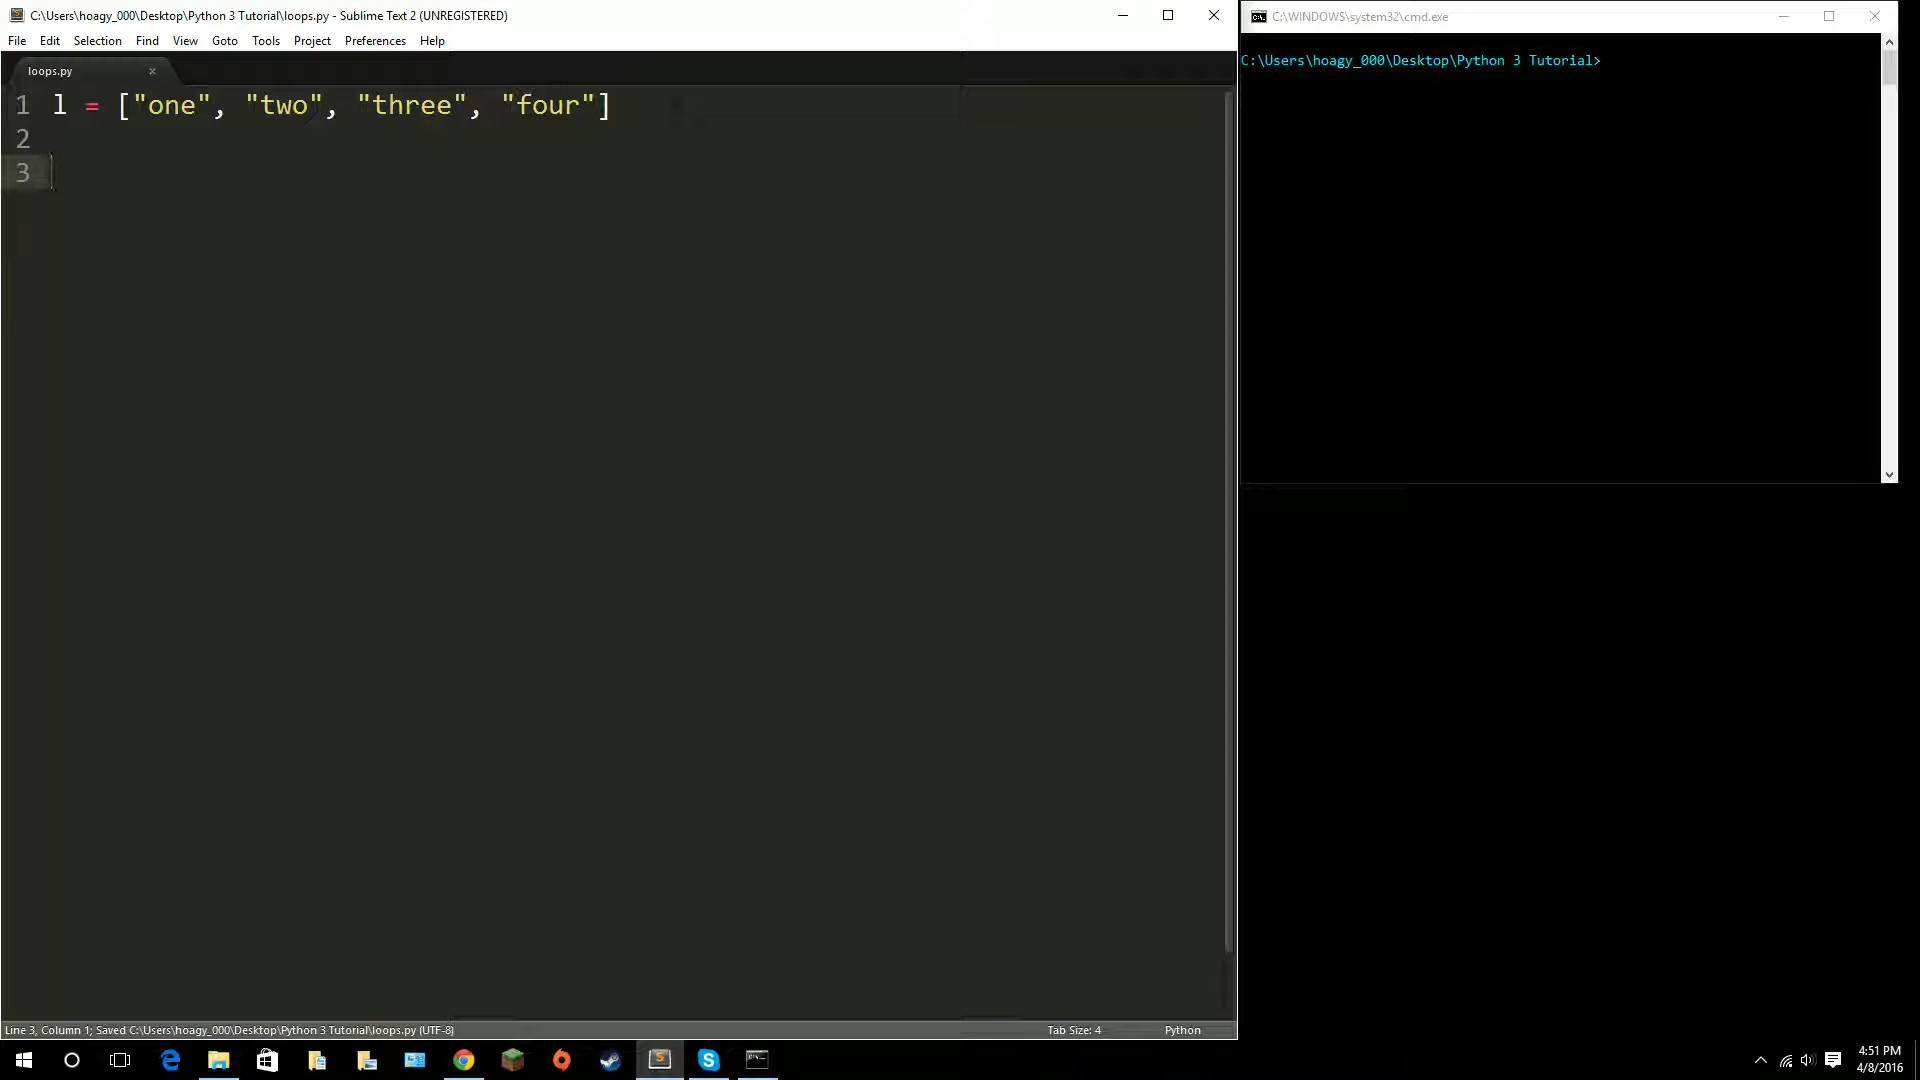 C:\Users\hoagy_000\Desktop\Python 3 Tutorial\loops.py - Sublime Text 2 (UNREGISTERED)
File Edit Selection Find View Goto Tools Project Preferences Help
loops.py
1 l = ["one", "two", "three", "four"]
2
3
Line 3, Column 1; Saved C:\Users\hoagy_000\Desktop\Python 3 Tutorial\loops.py (UTF-8)
Tab Size: 4
Python
C:\WINDOWS\system32\cmd.exe
C:\Users\hoagy_000\Desktop\Python 3 Tutorial>
4:51 PM
4/8/2016